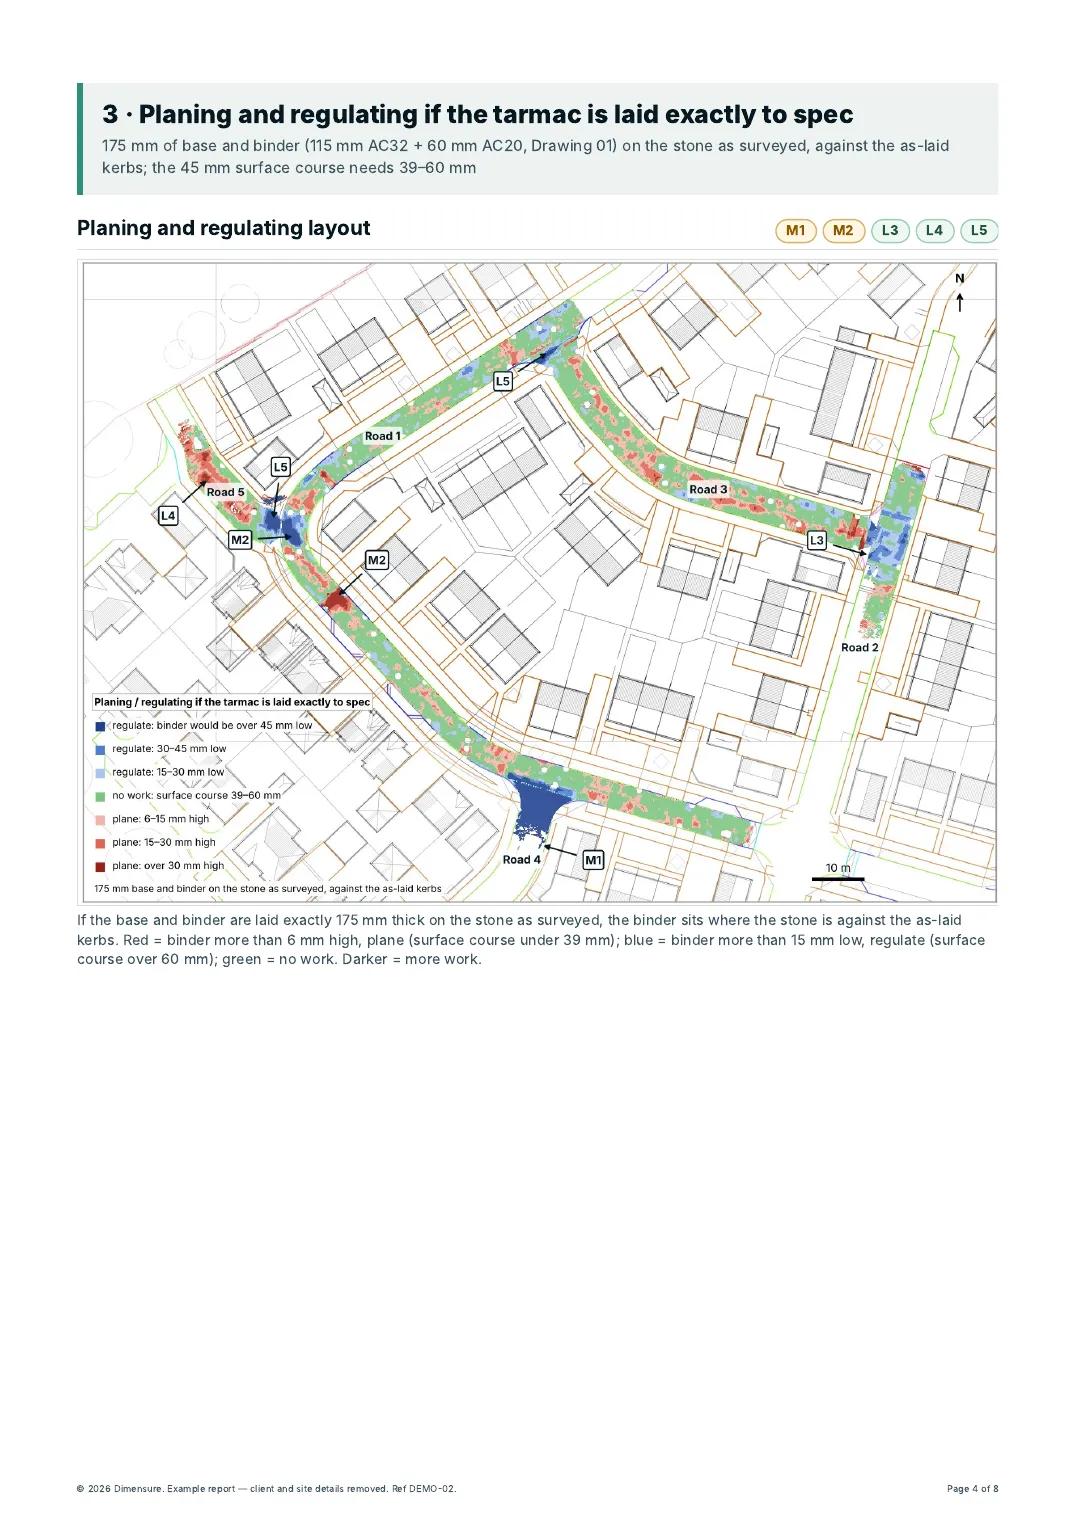 3 · Planing and regulating if the tarmac is laid exactly to spec
175 mm of base and binder (115 mm AC32 + 60 mm AC20, Drawing 01) on the stone as surveyed, against the as-laid
kerbs; the 45 mm surface course needs 39–60 mm
Planing and regulating layout
M1 M2 L3 L4 L5
N
L5
Road 1
L5
Road 5
Road 3
L4
M2
L3
M2
Road 2
Planing / regulating if the tarmac is laid exactly to spec
regulate: binder would be over 45 mm low
regulate: 30–45 mm low
regulate: 15–30 mm low
no work: surface course 39–60 mm
plane: 6–15 mm high
plane: 15–30 mm high
plane: over 30 mm high
175 mm base and binder on the stone as surveyed, against the as-laid kerbs
Road 4
M1
10 m
If the base and binder are laid exactly 175 mm thick on the stone as surveyed, the binder sits where the stone is against the as-laid
kerbs. Red = binder more than 6 mm high, plane (surface course under 39 mm); blue = binder more than 15 mm low, regulate (surface
course over 60 mm); green = no work. Darker = more work.
© 2026 Dimensure. Example report — client and site details removed. Ref DEMO-02.
Page 4 of 8